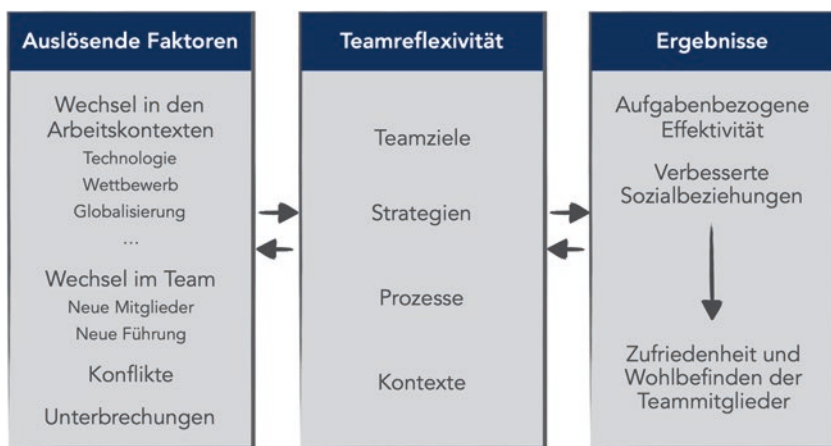 Auslösende Faktoren
Wechsel in den
Arbeitskontexten
Technologie
Wettbewerb
Globalisierung
...
Wechsel im Team
Neue Mitglieder
Neue Führung
Konflikte
Unterbrechungen
Teamreflexivität
Teamziele
Strategien
Prozesse
Kontexte
Ergebnisse
Aufgabenbezogene
Effektivität
Verbesserte
Sozialbeziehungen
Zufriedenheit und
Wohlbefinden der
Teammitglieder